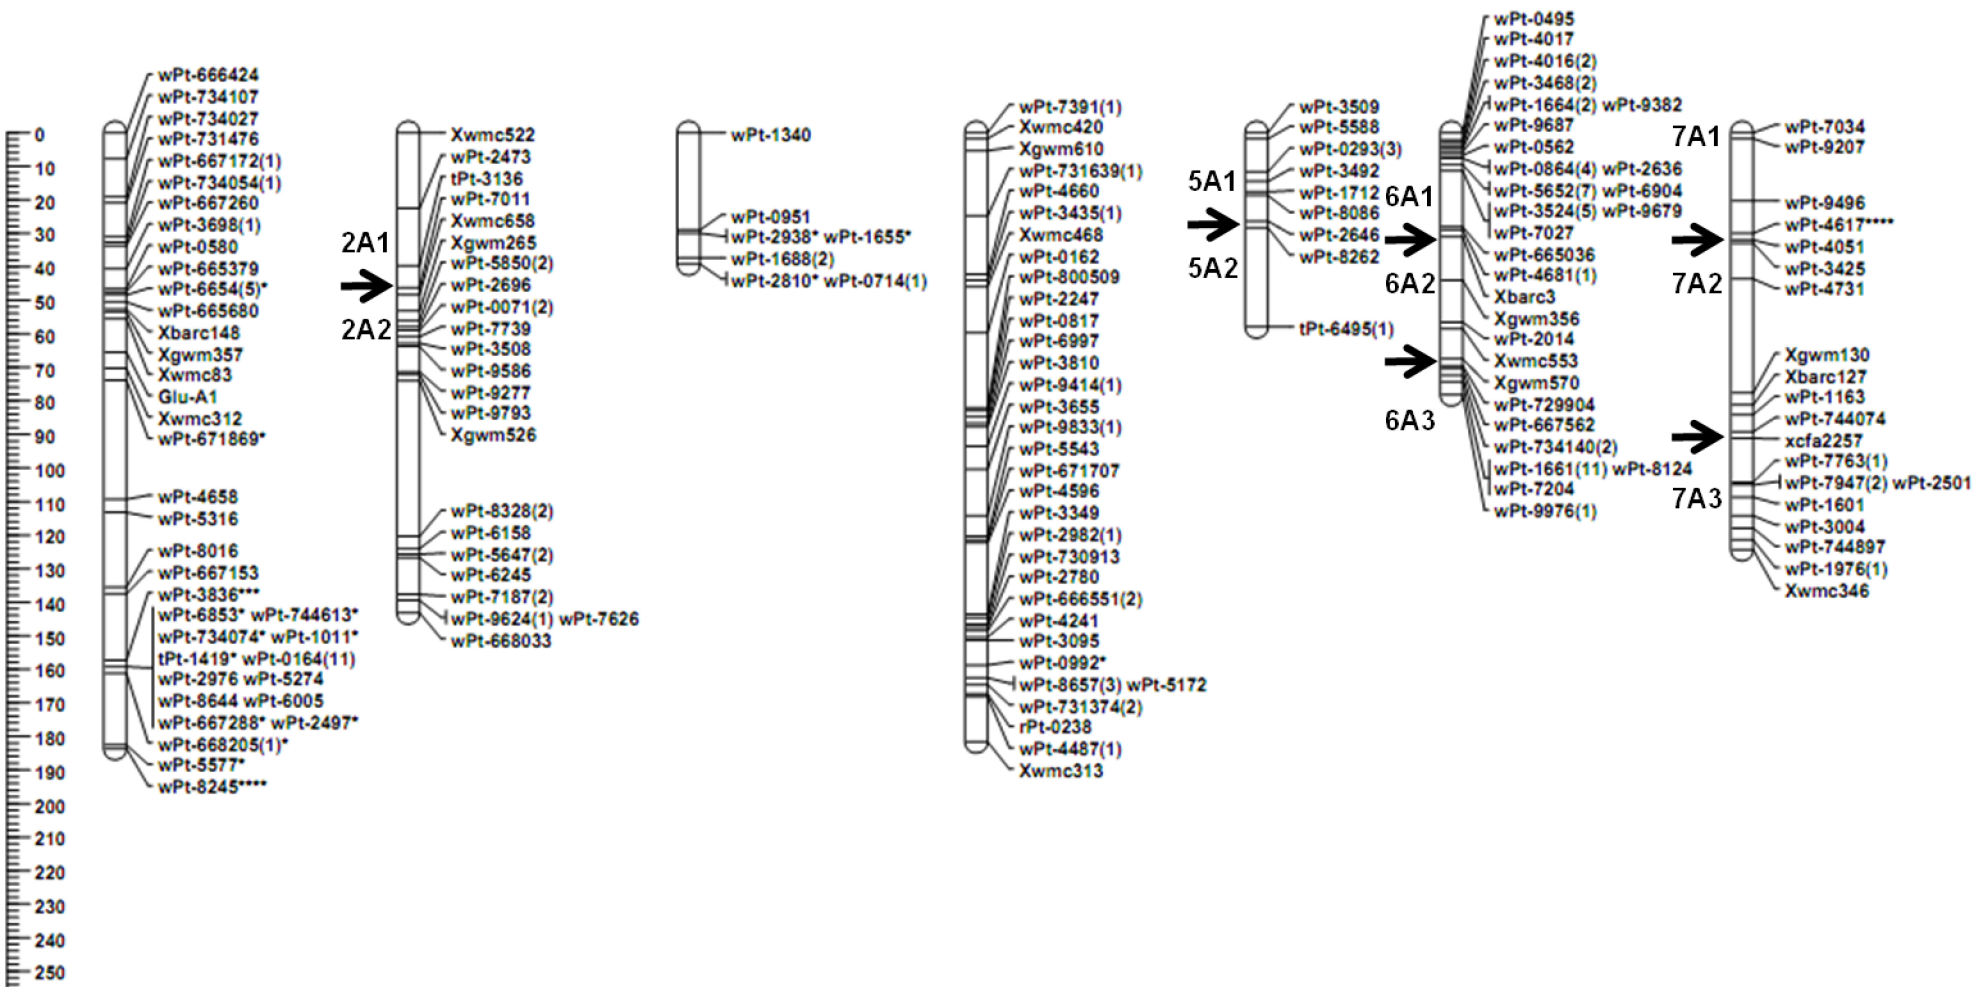 0
10
20
30
40
50
60
70
80
90
100
110
120
130
140
150
160
170
180
190
200
210
220
230
240
250
wPt-666424
wPt-734107
wPt-734027
wPt-731476
wPt-667172(1)
wPt-734054(1)
wPt-667260
wPt-3698(1)
wPt-0580
wPt-665379
wPt-6654(5)*
wPt-665680
Xbarc148
Xgwm357
Xwmc83
Glu-A1
Xwmc312
wPt-671869*
wPt-4658
wPt-5316
wPt-8016
wPt-667153
wPt-3836***
wPt-6853* wPt-744613*
wPt-734074* wPt-1011*
tPt-1419* wPt-0164(11)
wPt-2976 wPt-5274
wPt-8644 wPt-6005
wPt-667288* wPt-2497*
wPt-668205(1)*
wPt-5577*
wPt-8245****
2A1
2A2
Xwmc522
wPt-2473
tPt-3136
wPt-7011
Xwmc658
Xgwm265
wPt-5850(2)
wPt-2696
wPt-0071(2)
wPt-7739
wPt-3508
wPt-9586
wPt-9277
wPt-9793
Xgwm526
wPt-8328(2)
wPt-6158
wPt-5647(2)
wPt-6245
wPt-7187(2)
wPt-9624(1) wPt-7626
wPt-668033
wPt-1340
wPt-0951
wPt-2938* wPt-1655*
wPt-1688(2)
wPt-2810* wPt-0714(1)
wPt-7391(1)
Xwmc420
Xgwm610
wPt-731639(1)
wPt-4660
wPt-3435(1)
Xwmc468
wPt-0162
wPt-800509
wPt-2247
wPt-0817
wPt-6997
wPt-3810
wPt-9414(1)
wPt-3655
wPt-9833(1)
wPt-5543
wPt-671707
wPt-4596
wPt-3349
wPt-2982(1)
wPt-730913
wPt-2780
wPt-666551(2)
wPt-4241
wPt-3095
wPt-0992*
wPt-8657(3) wPt-5172
wPt-731374(2)
rPt-0238
wPt-4487(1)
Xwmc313
5A1
5A2
wPt-3509
wPt-5588
wPt-0293(3)
wPt-3492
wPt-1712
wPt-8086
wPt-2646
wPt-8262
tPt-6495(1)
6A1
6A2
6A3
wPt-0495
wPt-4017
wPt-4016(2)
wPt-3468(2)
wPt-1664(2) wPt-9382
wPt-9687
wPt-0562
wPt-0864(4) wPt-2636
wPt-5652(7) wPt-6904
wPt-3524(5) wPt-9679
wPt-7027
wPt-665036
wPt-4681(1)
Xbarc3
Xgwm356
wPt-2014
Xwmc553
Xgwm570
wPt-729904
wPt-667562
wPt-734140(2)
wPt-1661(11) wPt-8124
wPt-7204
wPt-9976(1)
7A1
7A2
7A3
wPt-7034
wPt-9207
wPt-9496
wPt-4617****
wPt-4051
wPt-3425
wPt-4731
Xgwm130
Xbarc127
wPt-1163
wPt-744074
xcfa2257
wPt-7763(1)
wPt-7947(2) wPt-2501
wPt-1601
wPt-3004
wPt-744897
wPt-1976(1)
Xwmc346